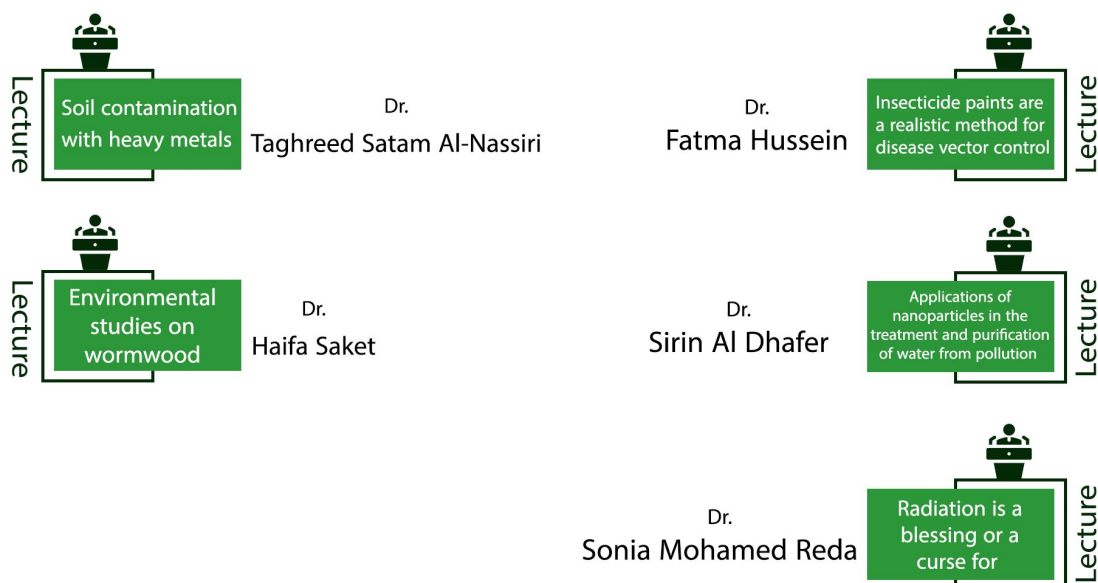 Lecture
Soil contamination
with heavy metals
Dr.
Taghreed Satam Al-Nassiri
Dr.
Fatma Hussein
Insecticide paints are
a realistic method for
disease vector control
Lecture
Lecture
Environmental
studies on
wormwood
Dr.
Haifa Saket
Dr.
Sirin Al Dhafer
Applications of
nanoparticles in the
treatment and purification
of water from pollution
Lecture
Dr.
Sonia Mohamed Reda
Radiation is a
blessing or a
curse for
Lecture